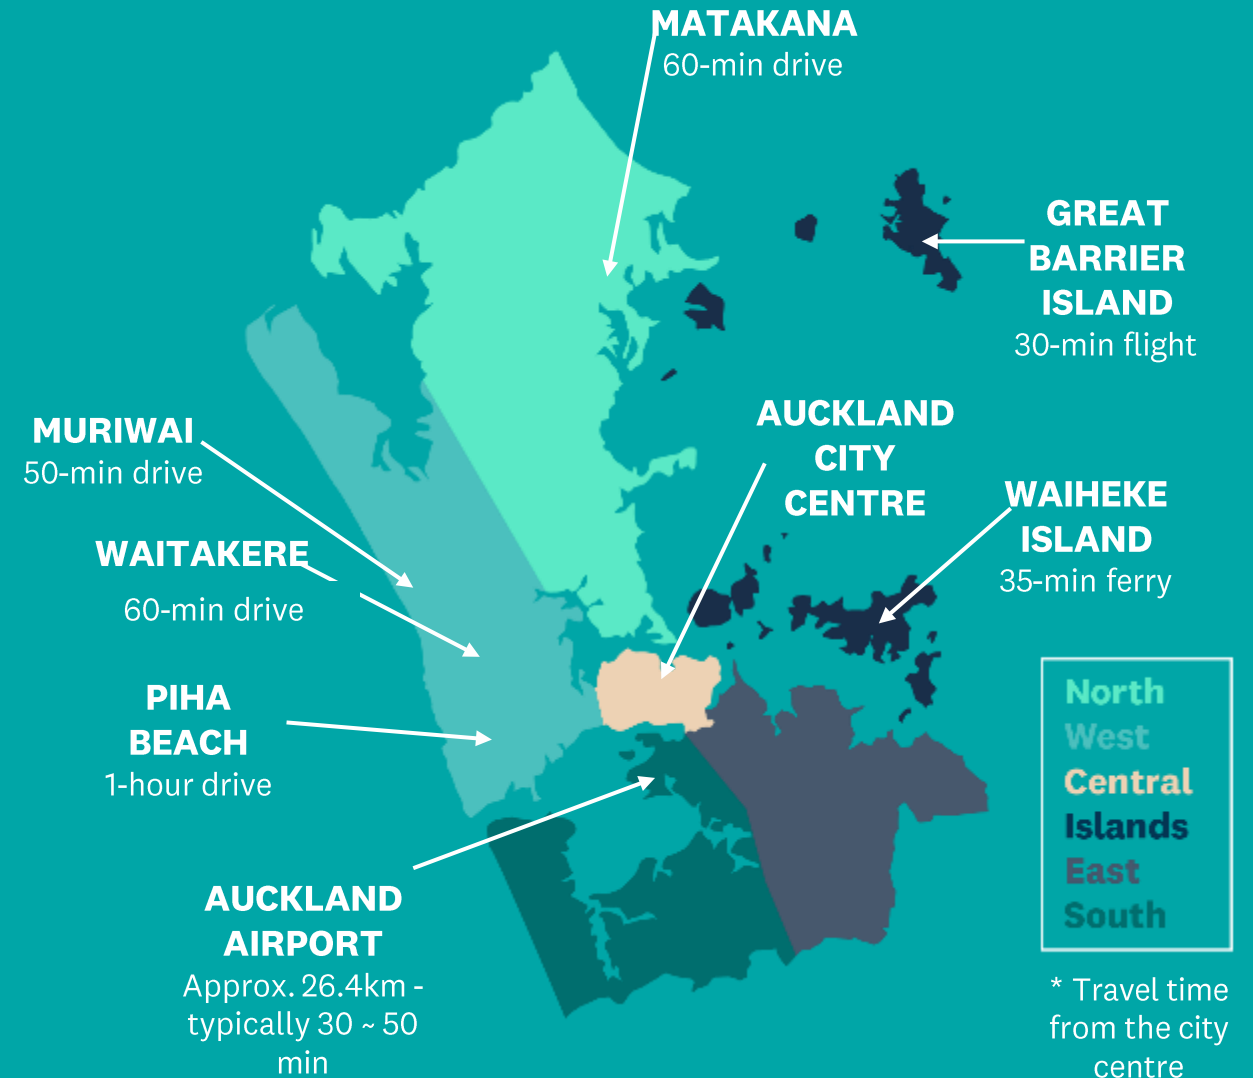 MATAKANA
60-min drive
GREAT
BARRIER
ISLAND
30-min flight
MURIWAI
50-min drive
AUCKLAND
CITY
CENTRE
WAIHEKE
ISLAND
35-min ferry
WAITAKERE
60-min drive
PIHA
BEACH
1-hour drive
AUCKLAND
AIRPORT
Approx. 26.4km -
typically 30 ~ 50
min
North
West
Central
Islands
East
South
* Travel time
from the city
centre